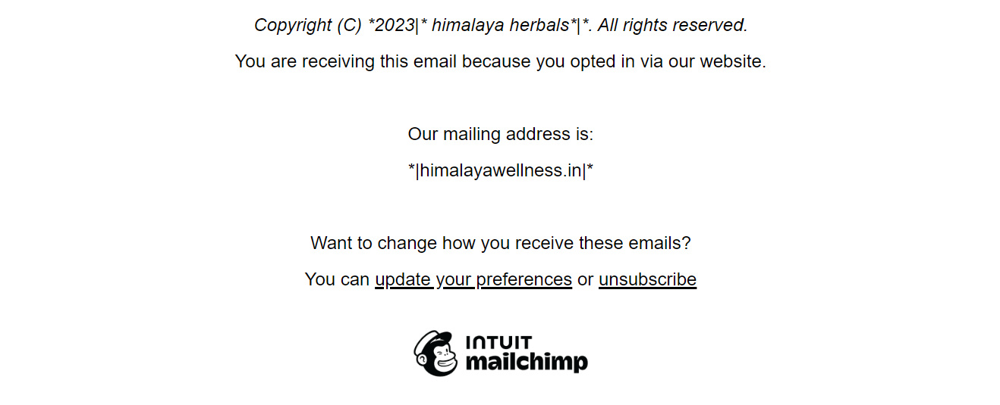 Copyright (C) *2023|* himalaya herbals*|*. All rights reserved.
You are receiving this email because you opted in via our website.
Our mailing address is:
*|himalayawellness.in|*
Want to change how you receive these emails?
You can update your preferences or unsubscribe
INTUIT
mailchimp